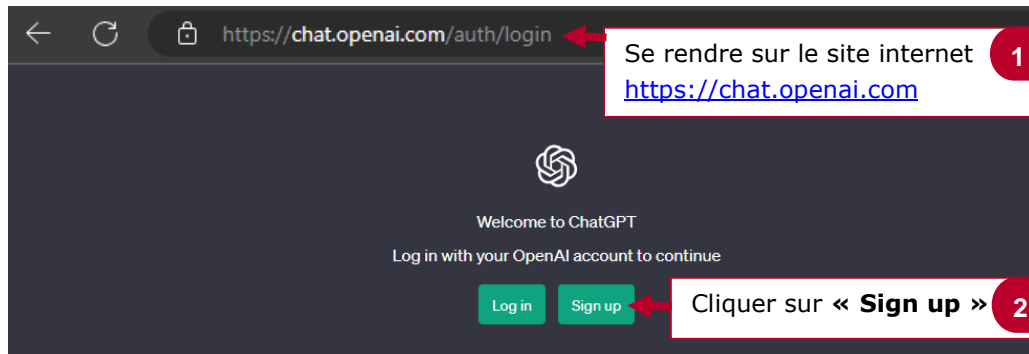 https://chat.openai.com/auth/login
Se rendre sur le site internet
https://chat.openai.com
1
Welcome to ChatGPT
Log in with your OpenAI account to continue
Log in
Sign up
Cliquer sur « Sign up »
2